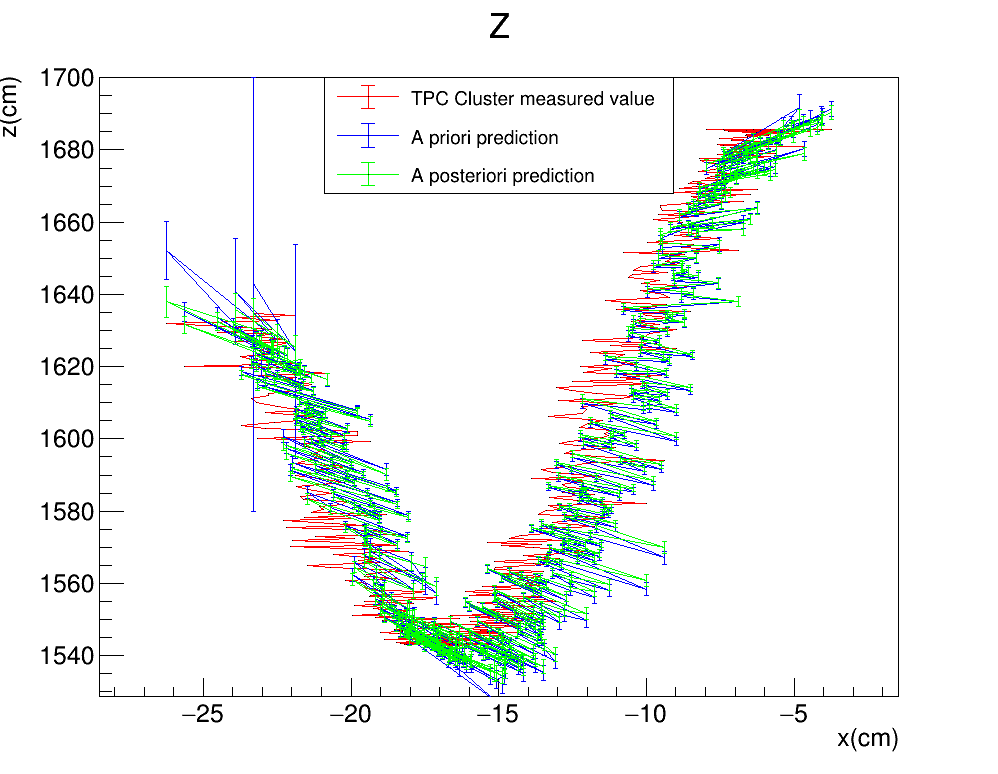 Z
z(cm)
1700
1680
1660
1640
1620
1600
1580
1560
1540
TPC Cluster measured value
A priori prediction
A posteriori prediction
−25
−20
−15
−10
−5
x(cm)